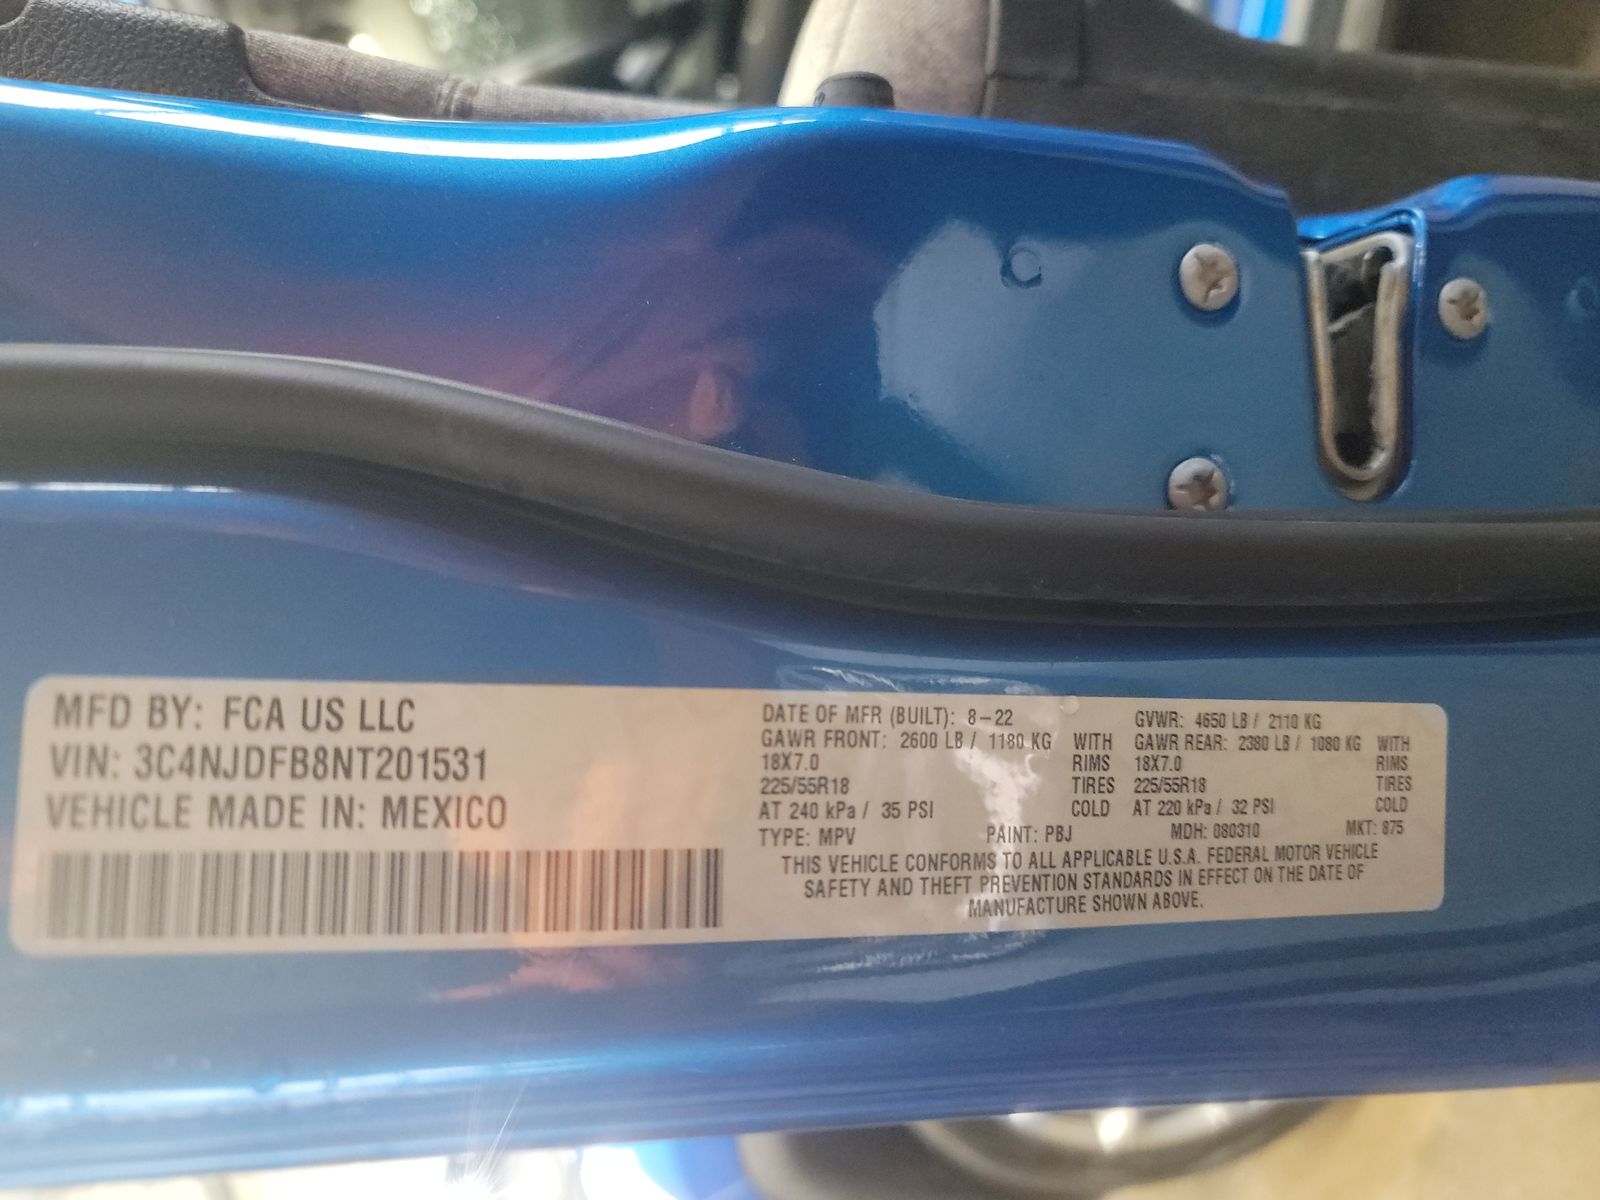 MFD BY: FCA US LLC
VIN: 3C4NJDFB8NT201531
VEHICLE MADE IN: MEXICO
DATE OF MFR (BUILT): 8-22 GVWR: 4650 LB / 2110 KG
GAWR FRONT: 2600 LB / 1180 KG WITH GAWR REAR: 2380 LB / 1080 KG WITH
18X7.0 RIMS 18X7.0 RIMS
225/55R18 TIRES 225/55R18 TIRES
AT 240 kPa / 35 PSI COLD AT 220 kPa / 32 PSI COLD
TYPE: MPV PAINT: PBJ MDH: 080310 MKT: 875
THIS VEHICLE CONFORMS TO ALL APPLICABLE U.S.A. FEDERAL MOTOR VEHICLE
SAFETY AND THEFT PREVENTION STANDARDS IN EFFECT ON THE DATE OF
MANUFACTURE SHOWN ABOVE.